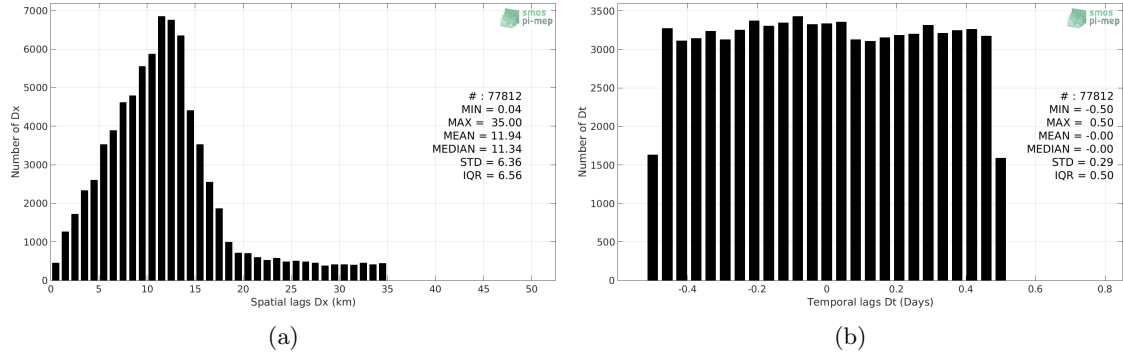 7000
6000
5000
4000
3000
2000
1000
0
Number of Dx
smos
pi-mep
# : 77812
MIN = 0.04
MAX = 35.00
MEAN = 11.94
MEDIAN = 11.34
STD = 6.36
IQR = 6.56
0 5 10 15 20 25 30 35 40 45 50
Spatial lags Dx (km)
(a)
3500
3000
2500
2000
1500
1000
500
0
Number of Dt
smos
pi-mep
# : 77812
MIN = -0.50
MAX = 0.50
MEAN = -0.00
MEDIAN = -0.00
STD = 0.29
IQR = 0.50
-0.4 -0.2 0 0.2 0.4 0.6 0.8
Temporal lags Dt (Days)
(b)